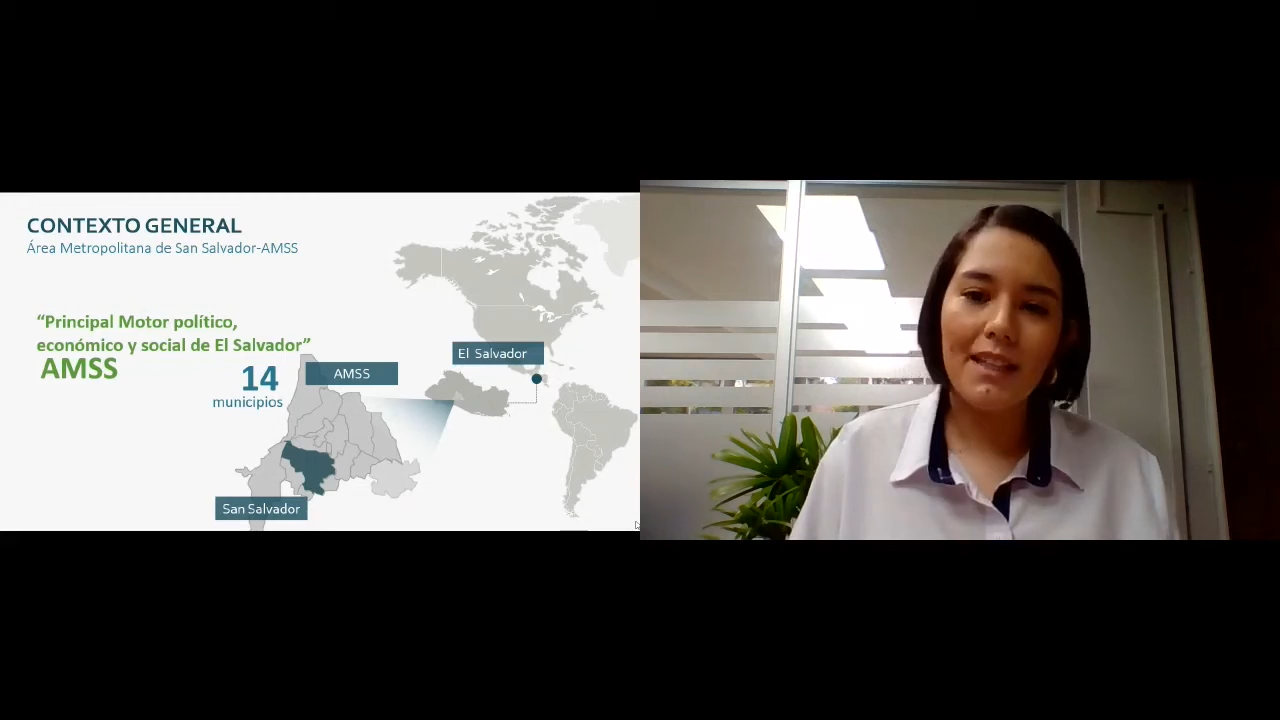 CONTEXTO GENERAL
Área Metropolitana de San Salvador-AMSS
“Principal Motor político,
económico y social de El Salvador”
AMSS
14
municipios
AMSS
El Salvador
San Salvador